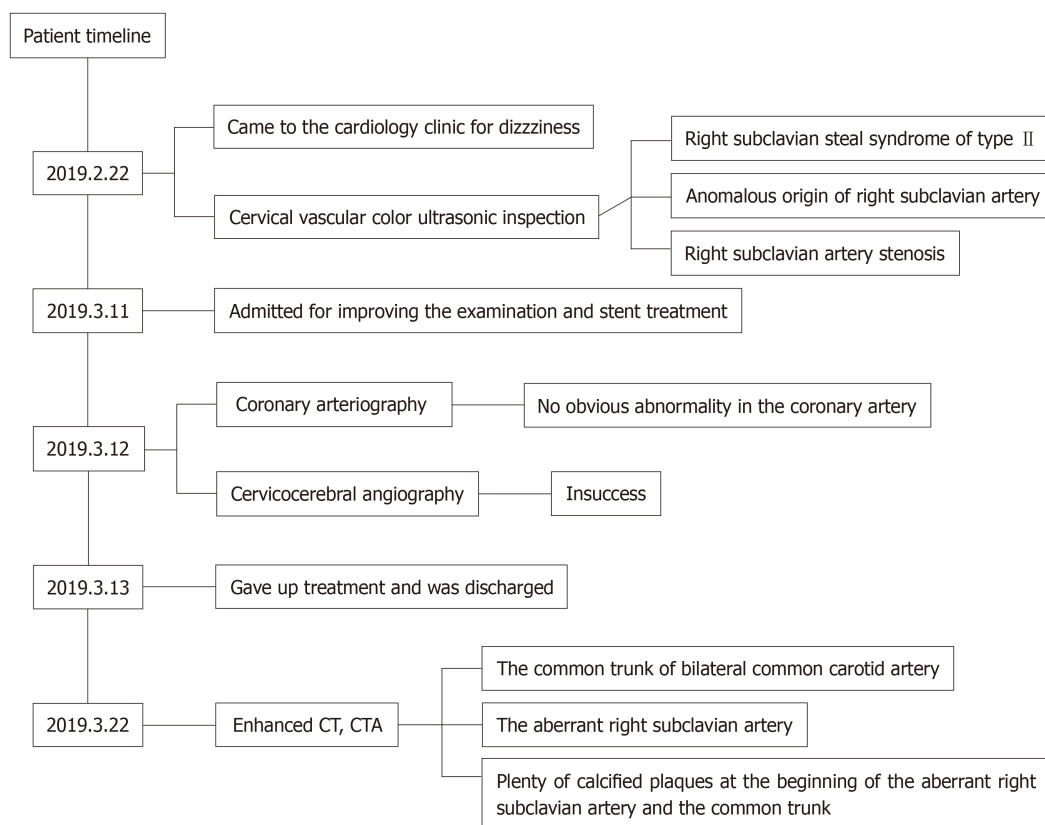 Patient timeline
2019.2.22
Came to the cardiology clinic for dizzziness
Cervical vascular color ultrasonic inspection
Right subclavian steal syndrome of type Ⅱ
Anomalous origin of right subclavian artery
Right subclavian artery stenosis
2019.3.11
Admitted for improving the examination and stent treatment
2019.3.12
Coronary arteriography
No obvious abnormality in the coronary artery
Cervicocerebral angiography
Insuccess
2019.3.13
Gave up treatment and was discharged
2019.3.22
Enhanced CT, CTA
The common trunk of bilateral common carotid artery
The aberrant right subclavian artery
Plenty of calcified plaques at the beginning of the aberrant right
subclavian artery and the common trunk